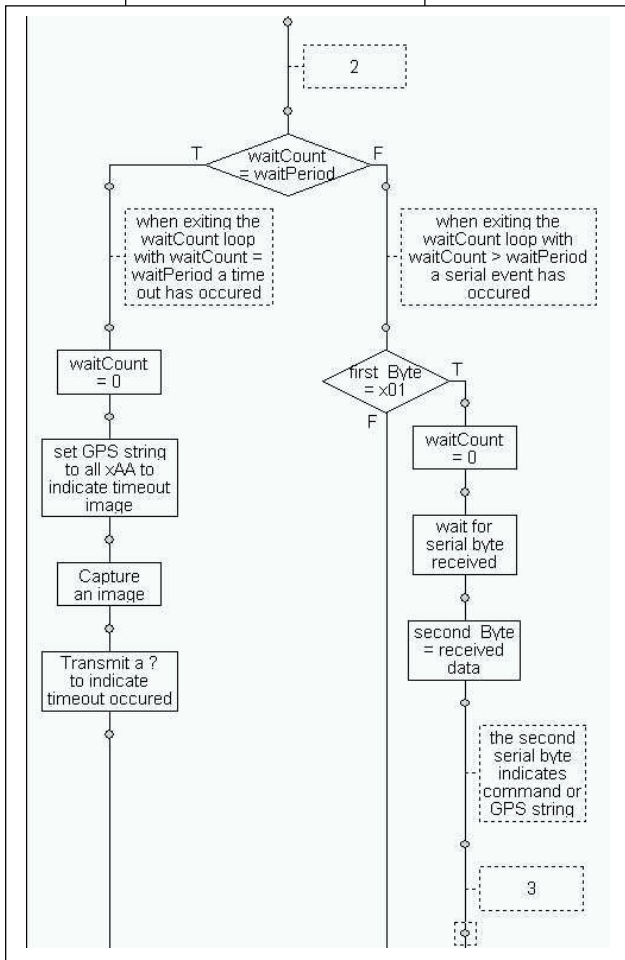 2
T
waitCount
= waitPeriod
F
when exiting the
waitCount loop
with waitCount =
waitPeriod a time
out has occured
when exiting the
waitCount loop with
waitCount > waitPeriod
a serial event has
occured
waitCount
= 0
first Byte
= x01
T
F
set GPS string
to all xAA to
indicate timeout
image
waitCount
= 0
Capture
an image
wait for
serial byte
received
Transmit a ?
to indicate
timeout occured
second Byte
= received
data
the second
serial byte
indicates
command or
GPS string
3